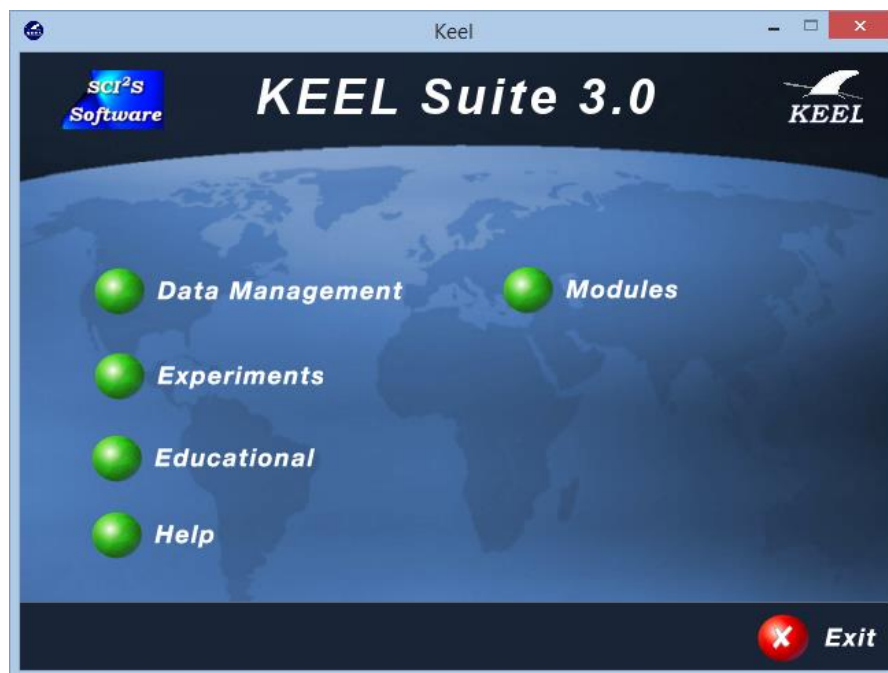 Keel
SCI²S
Software
KEEL Suite 3.0
KEEL
Data Management
Modules
Experiments
Educational
Help
Exit